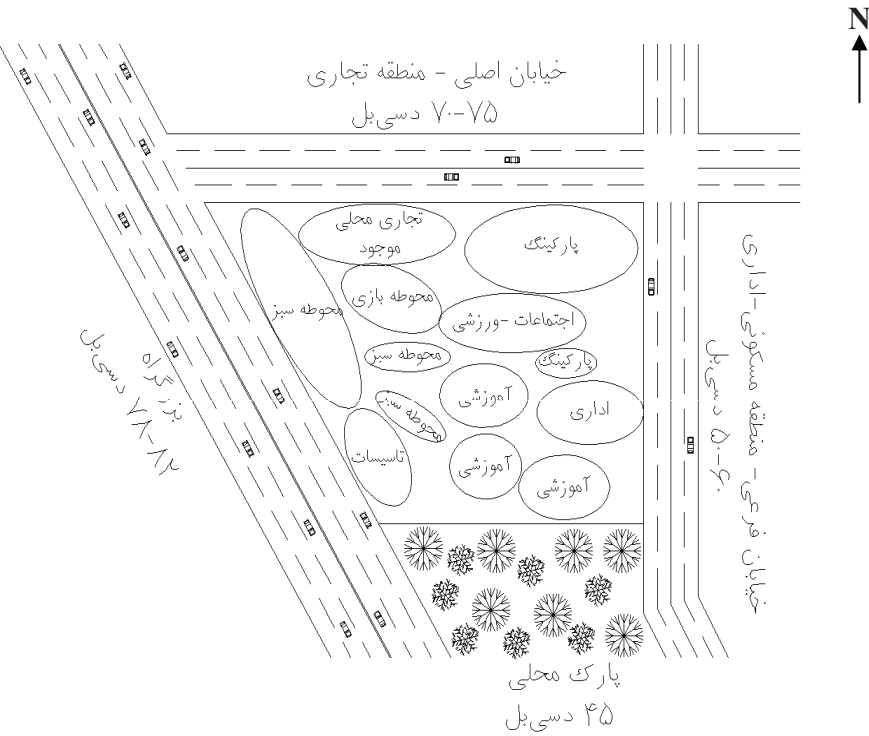 N
خیابان اصلی - منطقه تجاری
۷۰-۷۵ دسی‌بل
تجاری محلی
موجود
پارکینگ
محوطه بازی
محوطه سبز
اجتماعات - ورزشی
محوطه سبز
پارکینگ
آموزشی
محوطه سبز
اداری
تاسیسات
آموزشی
آموزشی
بزرگراه
۷۸-۸۲ دسی‌بل
خیابان فرعی - منطقه مسکونی-اداری
۵۰-۶۰ دسی‌بل
پارک محلی
۴۵ دسی‌بل